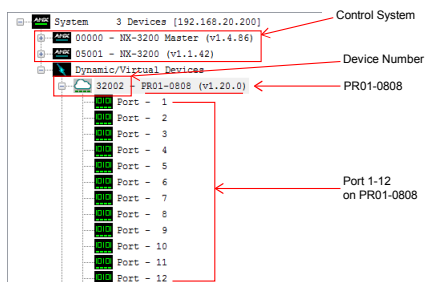 System 3 Devices [192.168.20.200]
Control System
AMX 00000 - NX-3200 Master (v1.4.86)
AMX 05001 - NX-3200 (v1.1.42)
Device Number
Dynamic/Virtual Devices
32002 - PR01-0808 (v1.20.0)
PR01-0808
Port - 1
Port - 2
Port - 3
Port - 4
Port - 5
Port - 6
Port - 7
Port - 8
Port - 9
Port - 10
Port - 11
Port - 12
Port 1-12
on PR01-0808